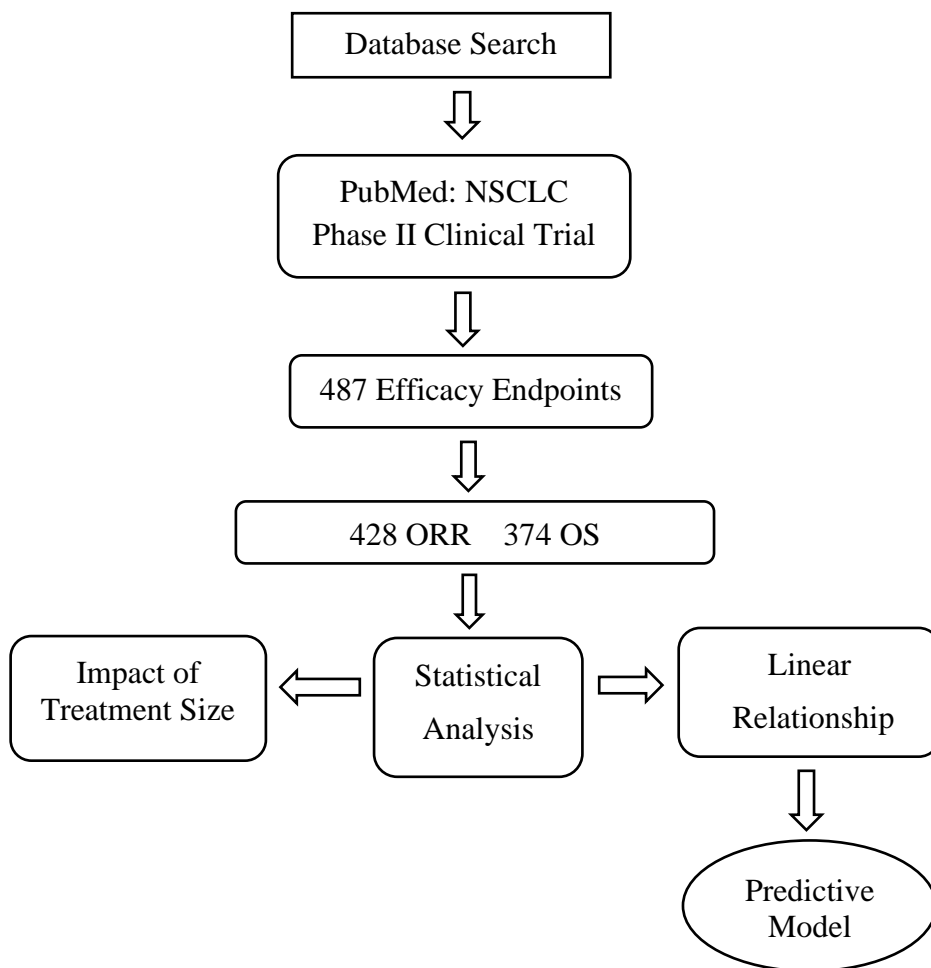 Database Search
PubMed: NSCLC
Phase II Clinical Trial
487 Efficacy Endpoints
428 ORR 374 OS
Impact of
Treatment Size
Statistical
Analysis
Linear
Relationship
Predictive
Model